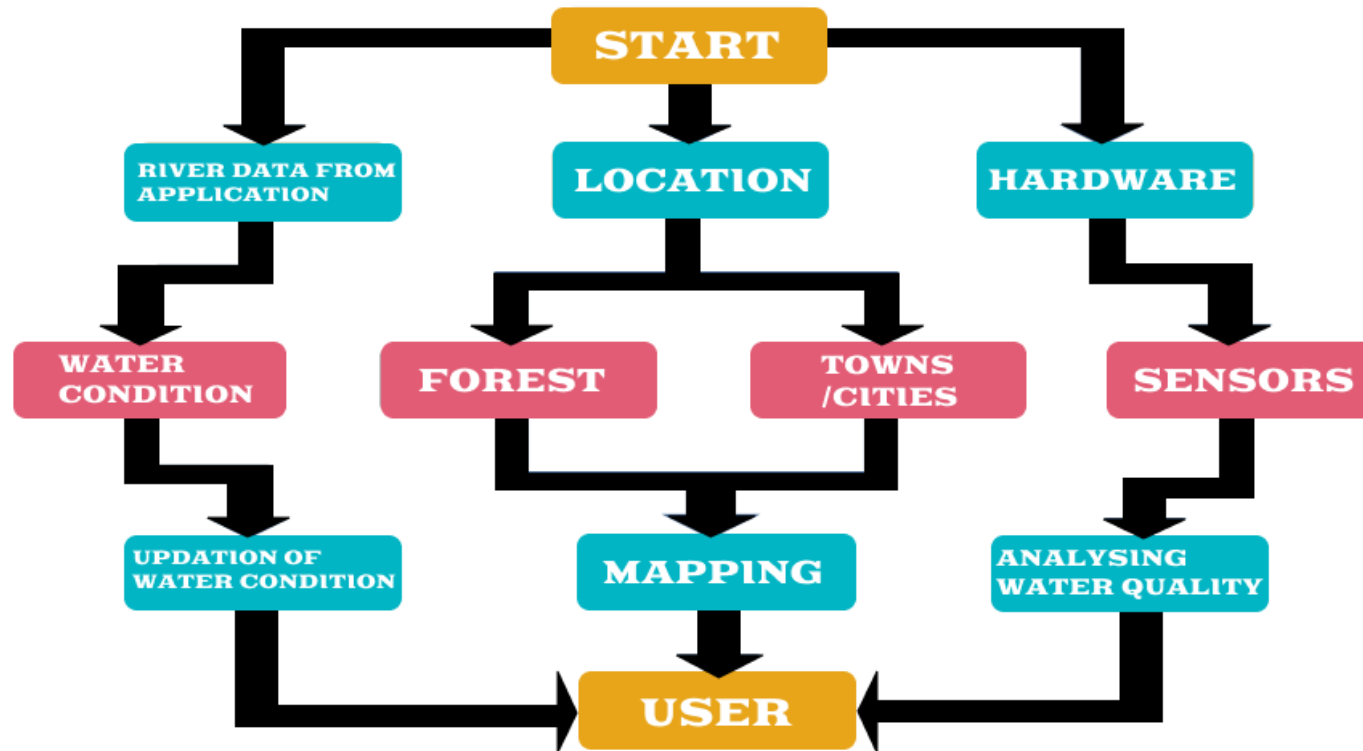 START
RIVER DATA FROM
APPLICATION
LOCATION
HARDWARE
WATER
CONDITION
FOREST
TOWNS
/CITIES
SENSORS
UPDATION OF
WATER CONDITION
MAPPING
ANALYSING
WATER QUALITY
USER